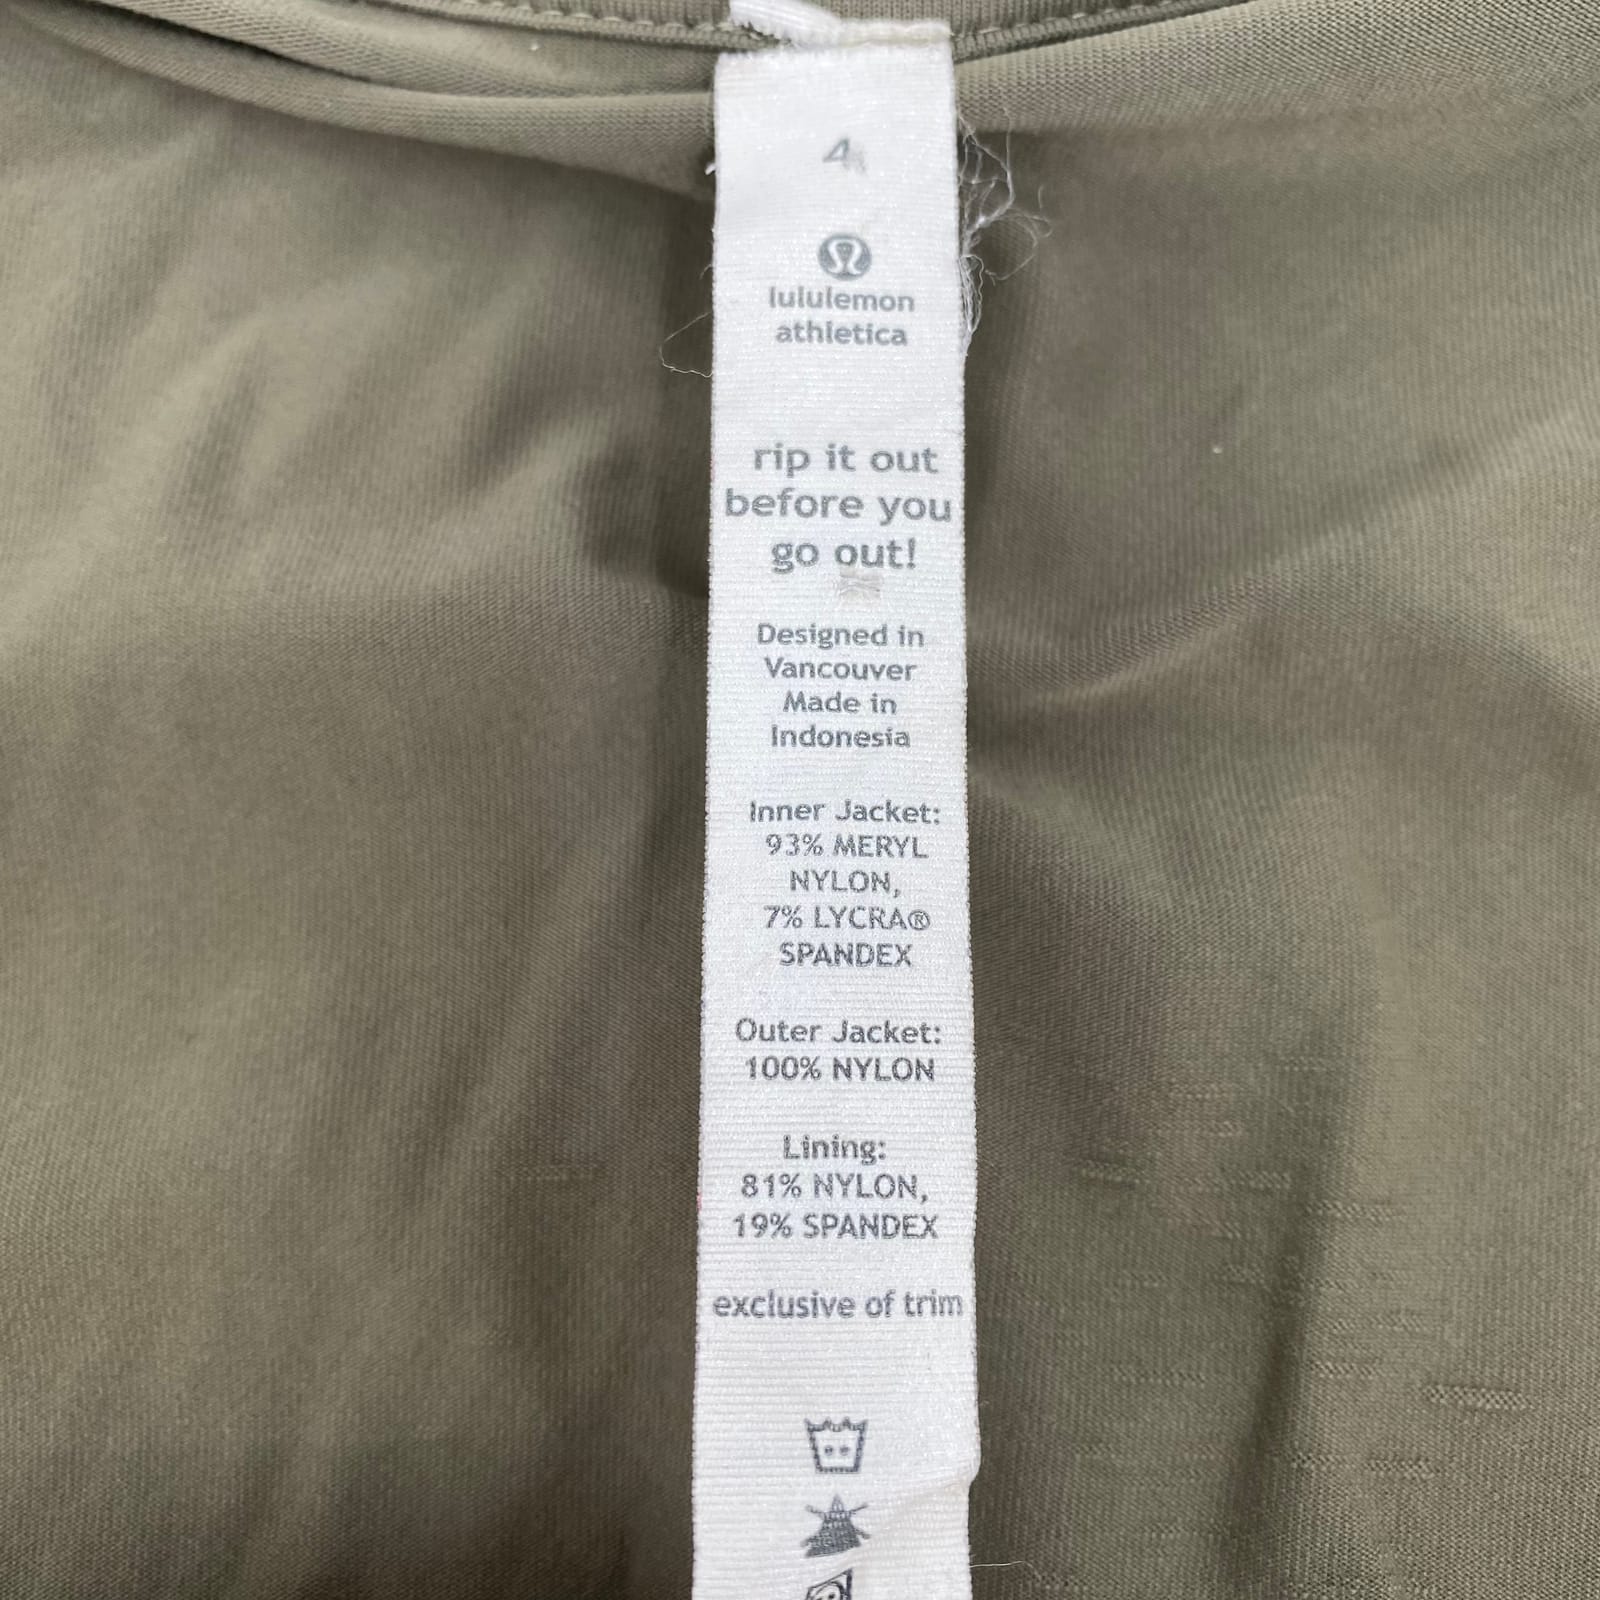 4
lululemon
athletica
rip it out
before you
go out!
Designed in
Vancouver
Made in
Indonesia
Inner Jacket:
93% MERYL
NYLON,
7% LYCRA®
SPANDEX
Outer Jacket:
100% NYLON
Lining:
81% NYLON,
19% SPANDEX
exclusive of trim